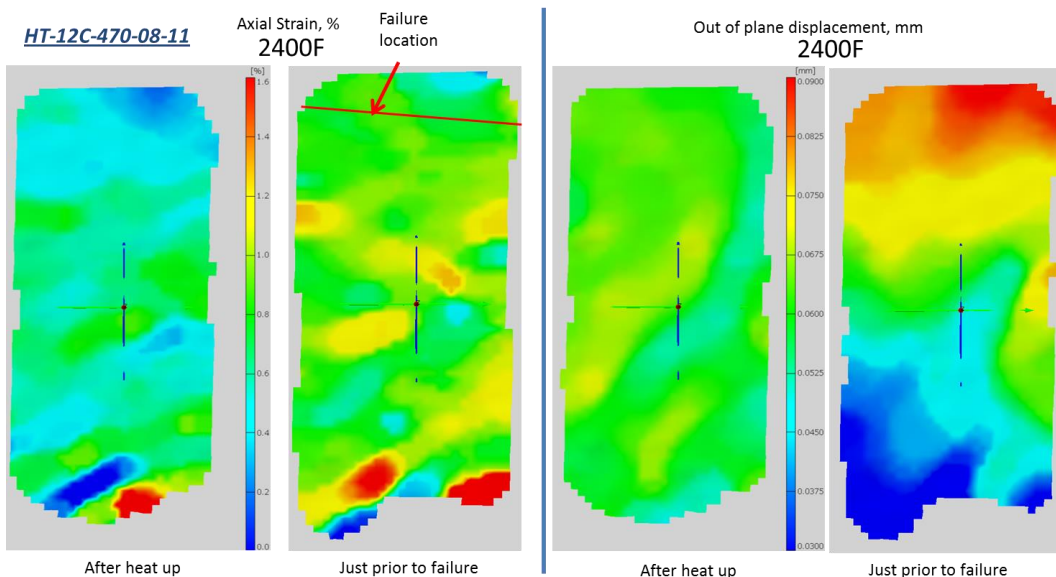 HT-12C-470-08-11
Axial Strain, %
2400F
Failure
location
Out of plane displacement, mm
2400F
[%]
1.6
1.4
1.2
1.0
0.8
0.6
0.4
0.2
0.0
[mm]
0.0900
0.0825
0.0750
0.0675
0.0600
0.0525
0.0450
0.0375
0.0300
After heat up
Just prior to failure
After heat up
Just prior to failure